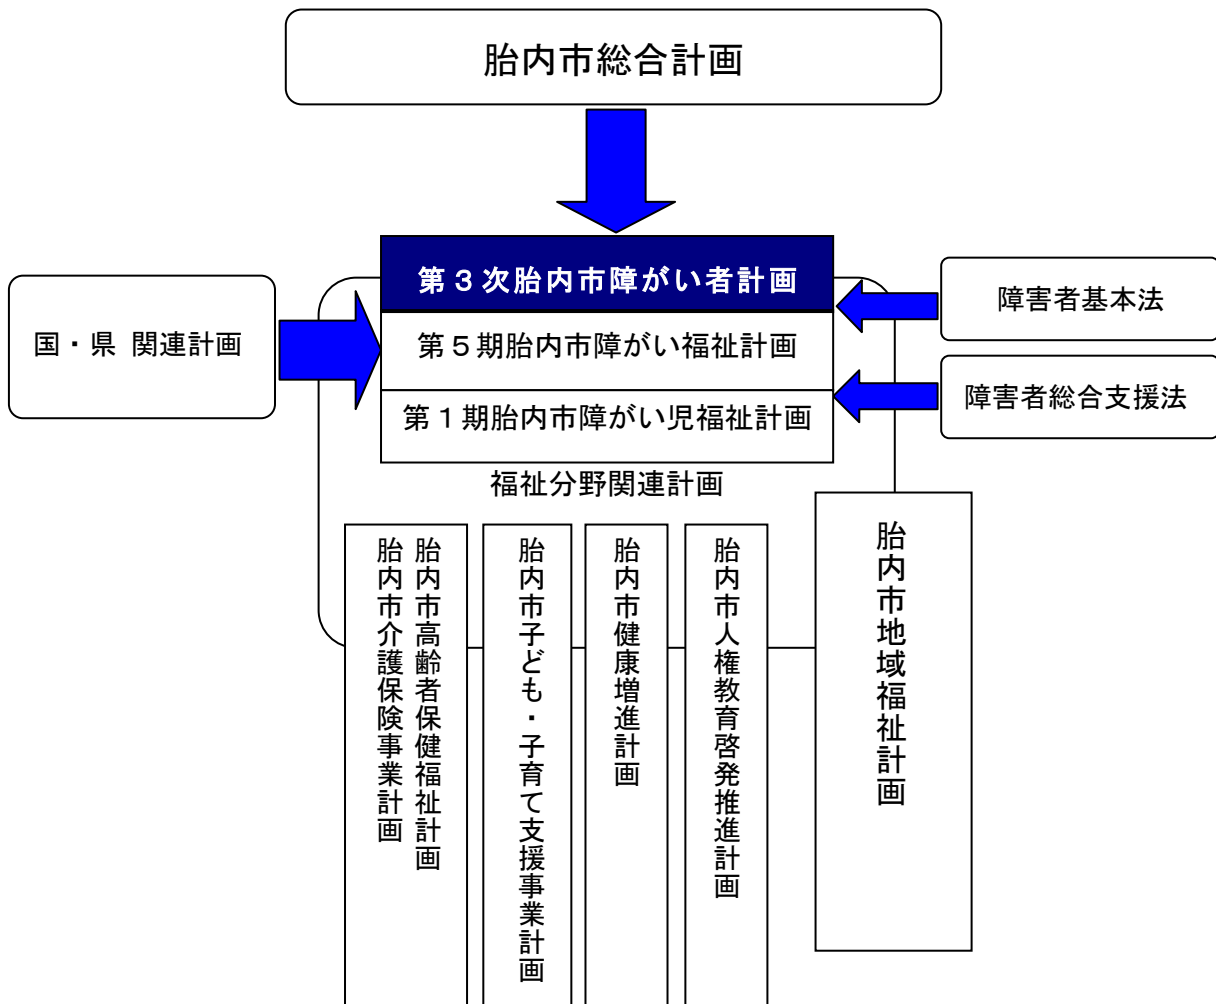 胎内市総合計画
第３次胎内市障がい者計画
国・県 関連計画
第５期胎内市障がい福祉計画
第１期胎内市障がい児福祉計画
障害者基本法
障害者総合支援法
福祉分野関連計画
胎内市高齢者保健福祉計画
胎内市介護保険事業計画
胎内市子ども・子育て支援事業計画
胎内市健康増進計画
胎内市人権教育啓発推進計画
胎内市地域福祉計画